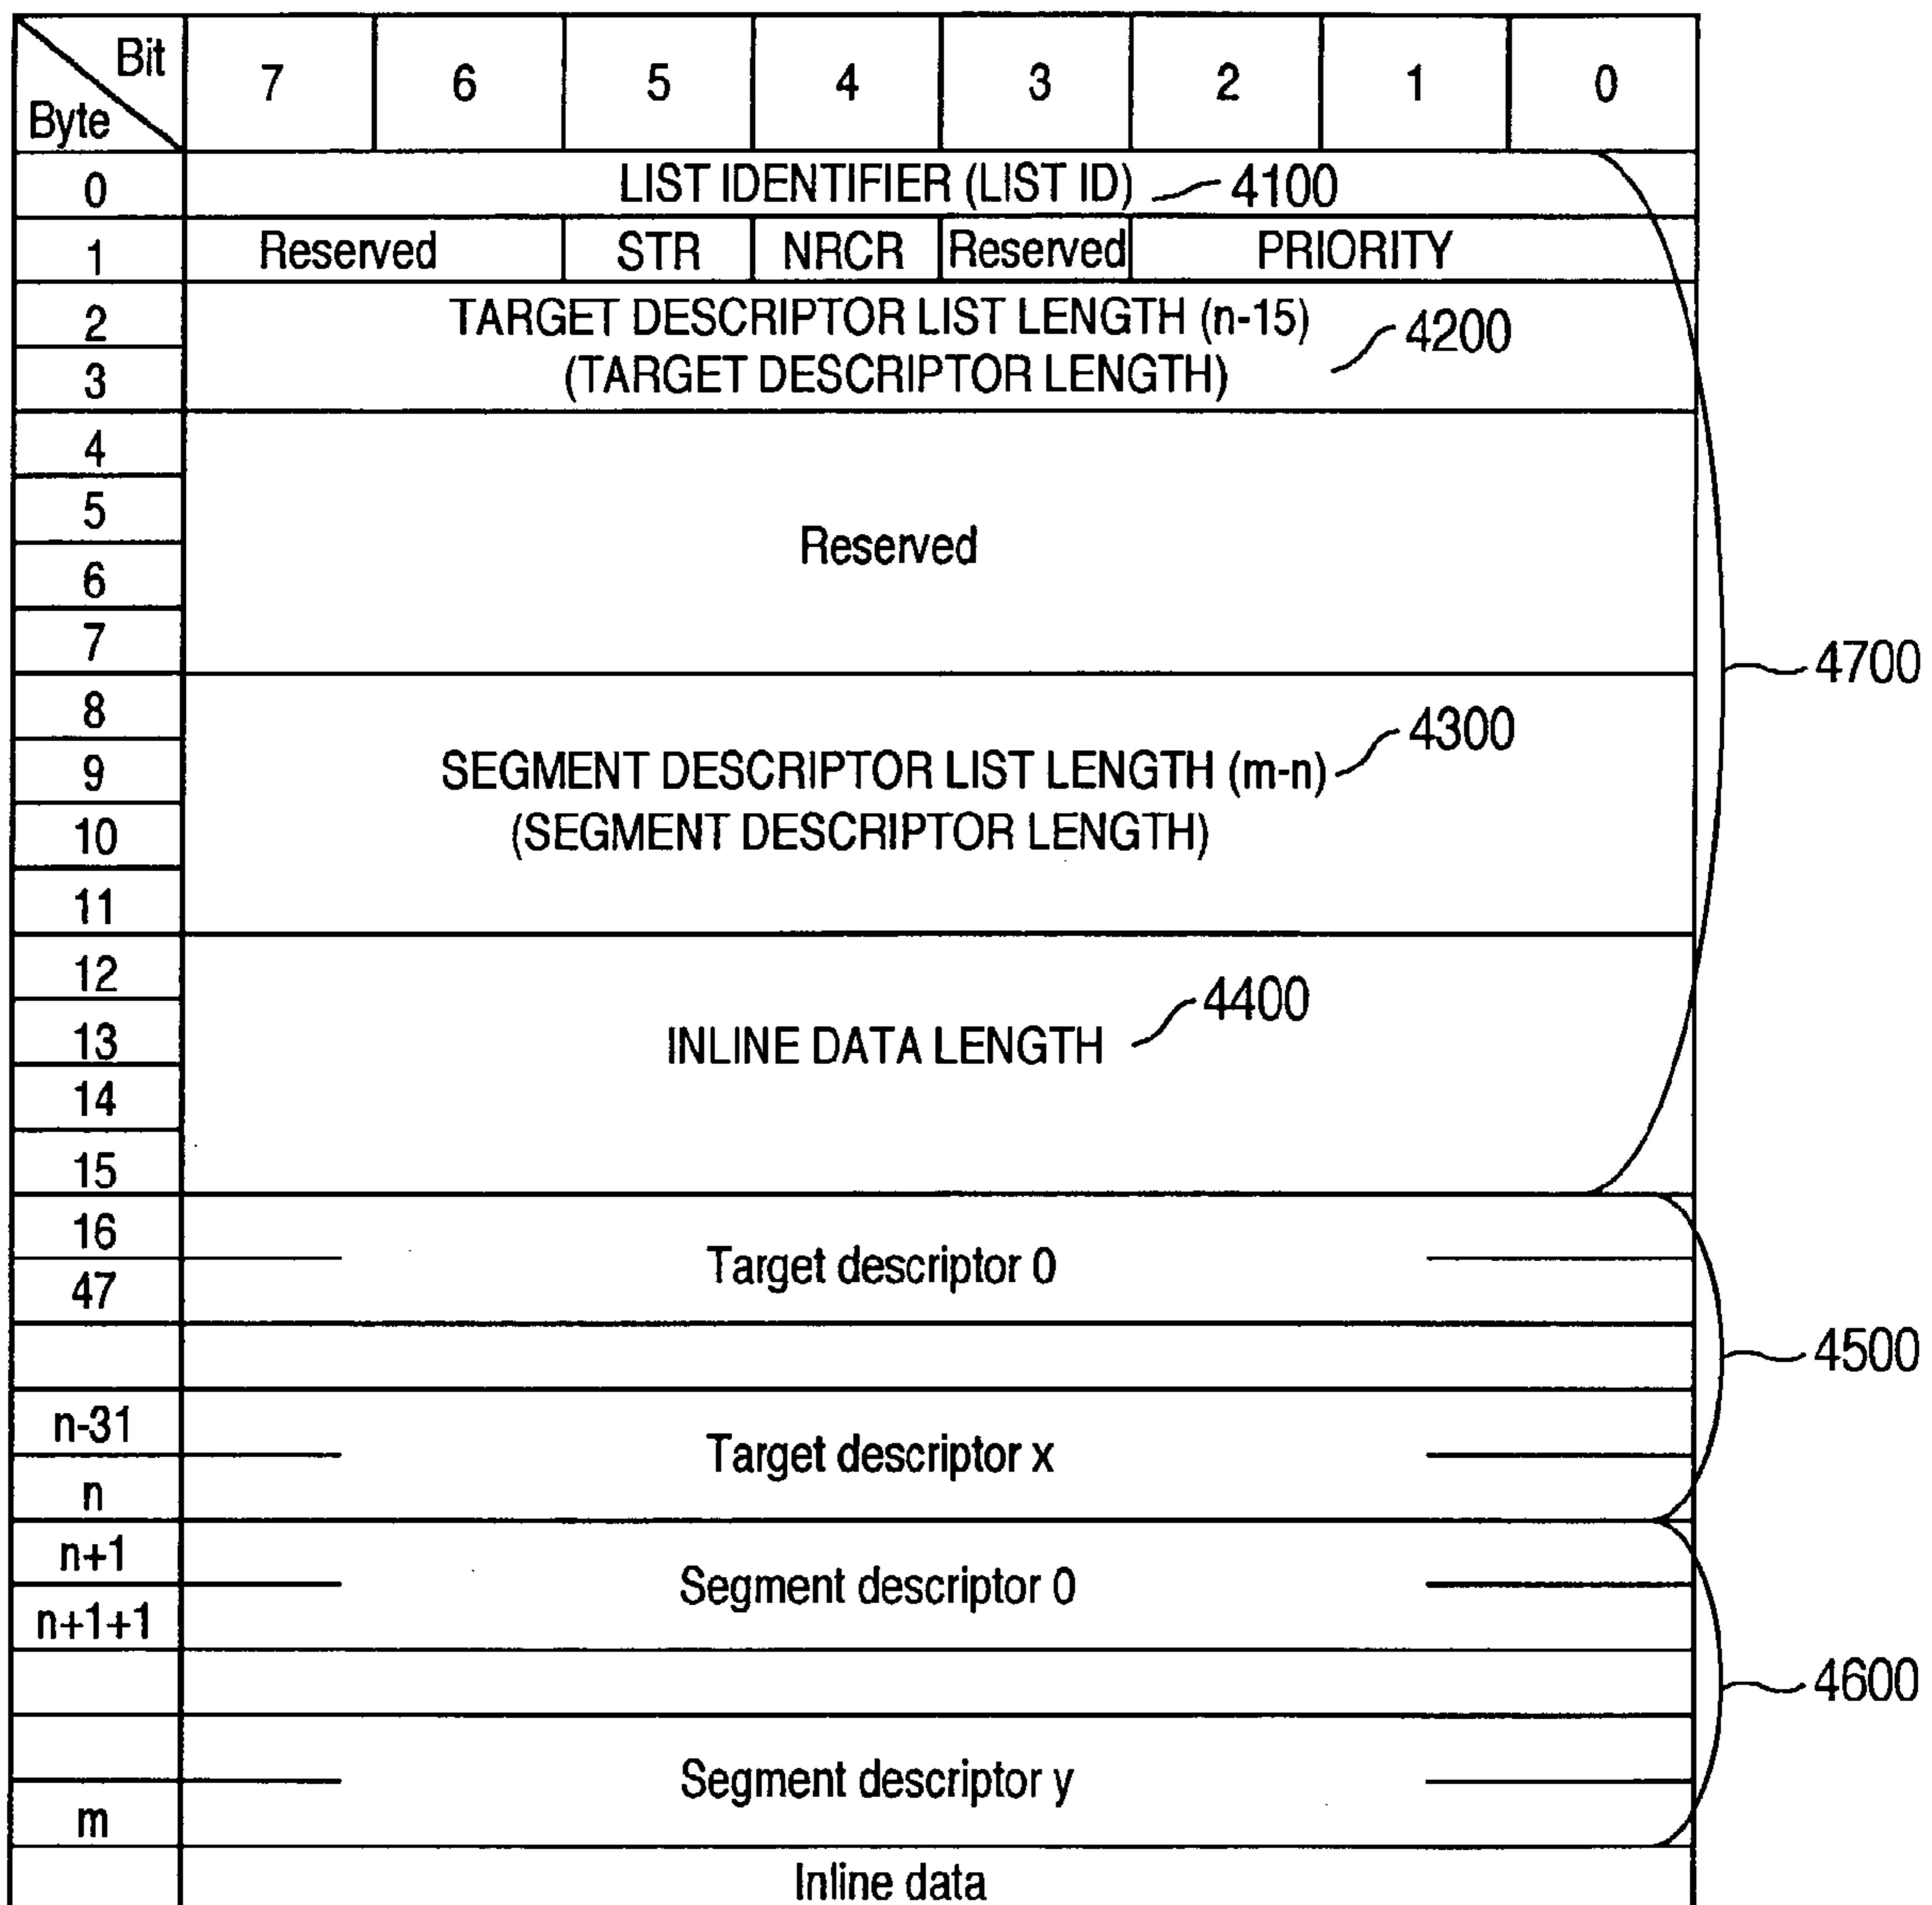 Bit
Byte
7 6 5 4 3 2 1 0
0 LIST IDENTIFIER (LIST ID) 4100
1 Reserved STR NRCR Reserved PRIORITY
2 TARGET DESCRIPTOR LIST LENGTH (n-15) 4200
3 (TARGET DESCRIPTOR LENGTH)
4
5
Reserved
6
7
4700
8
4300
9 SEGMENT DESCRIPTOR LIST LENGTH (m-n)
10 (SEGMENT DESCRIPTOR LENGTH)
11
12
4400
13 INLINE DATA LENGTH
14
15
16
Target descriptor 0
47
4500
n-31
Target descriptor x
n
n+1
Segment descriptor 0
n+1+1
4600
Segment descriptor y
m
Inline data